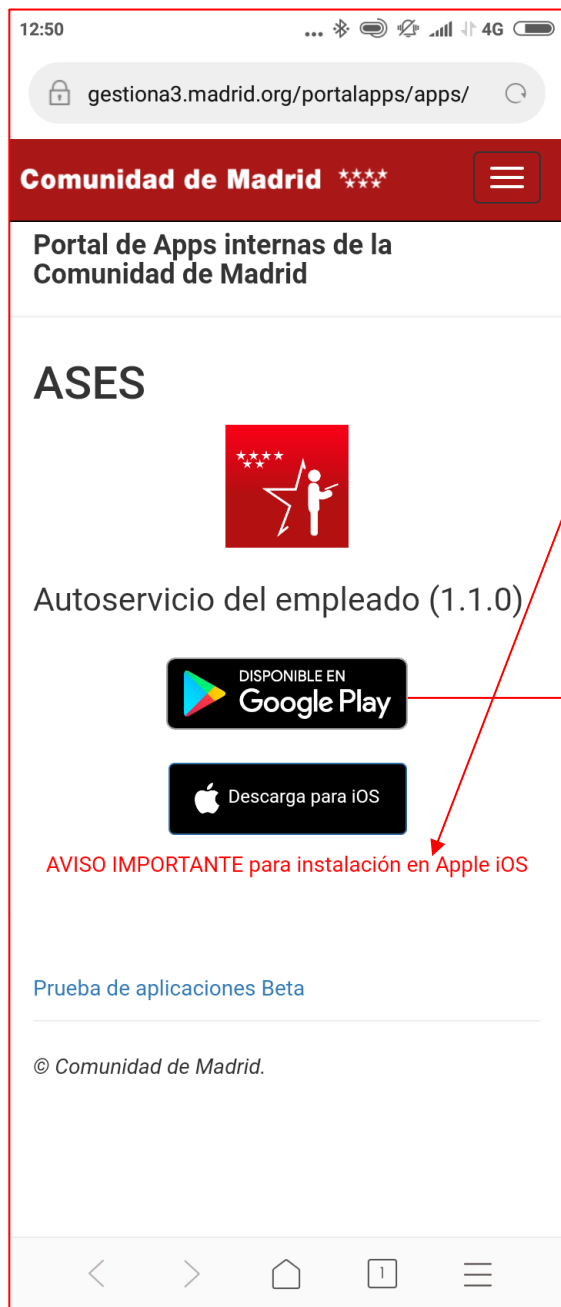 12:50
... 4G
gestiona3.madrid.org/portalapps/apps/
Comunidad de Madrid
Portal de Apps internas de la
Comunidad de Madrid
ASES
Autoservicio del empleado (1.1.0)
DISPONIBLE EN
Google Play
Descarga para iOS
AVISO IMPORTANTE para instalación en Apple iOS
Prueba de aplicaciones Beta
© Comunidad de Madrid.
1